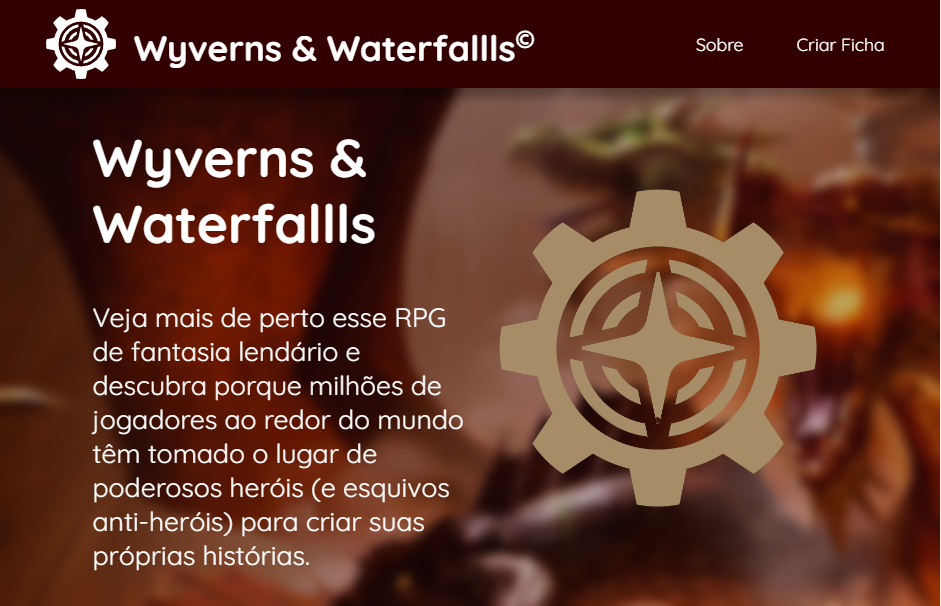 Wyverns & Waterfallls©
Sobre
Criar Ficha
Wyverns &
Waterfallls
Veja mais de perto esse RPG
de fantasia lendário e
descubra porque milhões de
jogadores ao redor do mundo
têm tomado o lugar de
poderosos heróis (e esquivos
anti-heróis) para criar suas
próprias histórias.